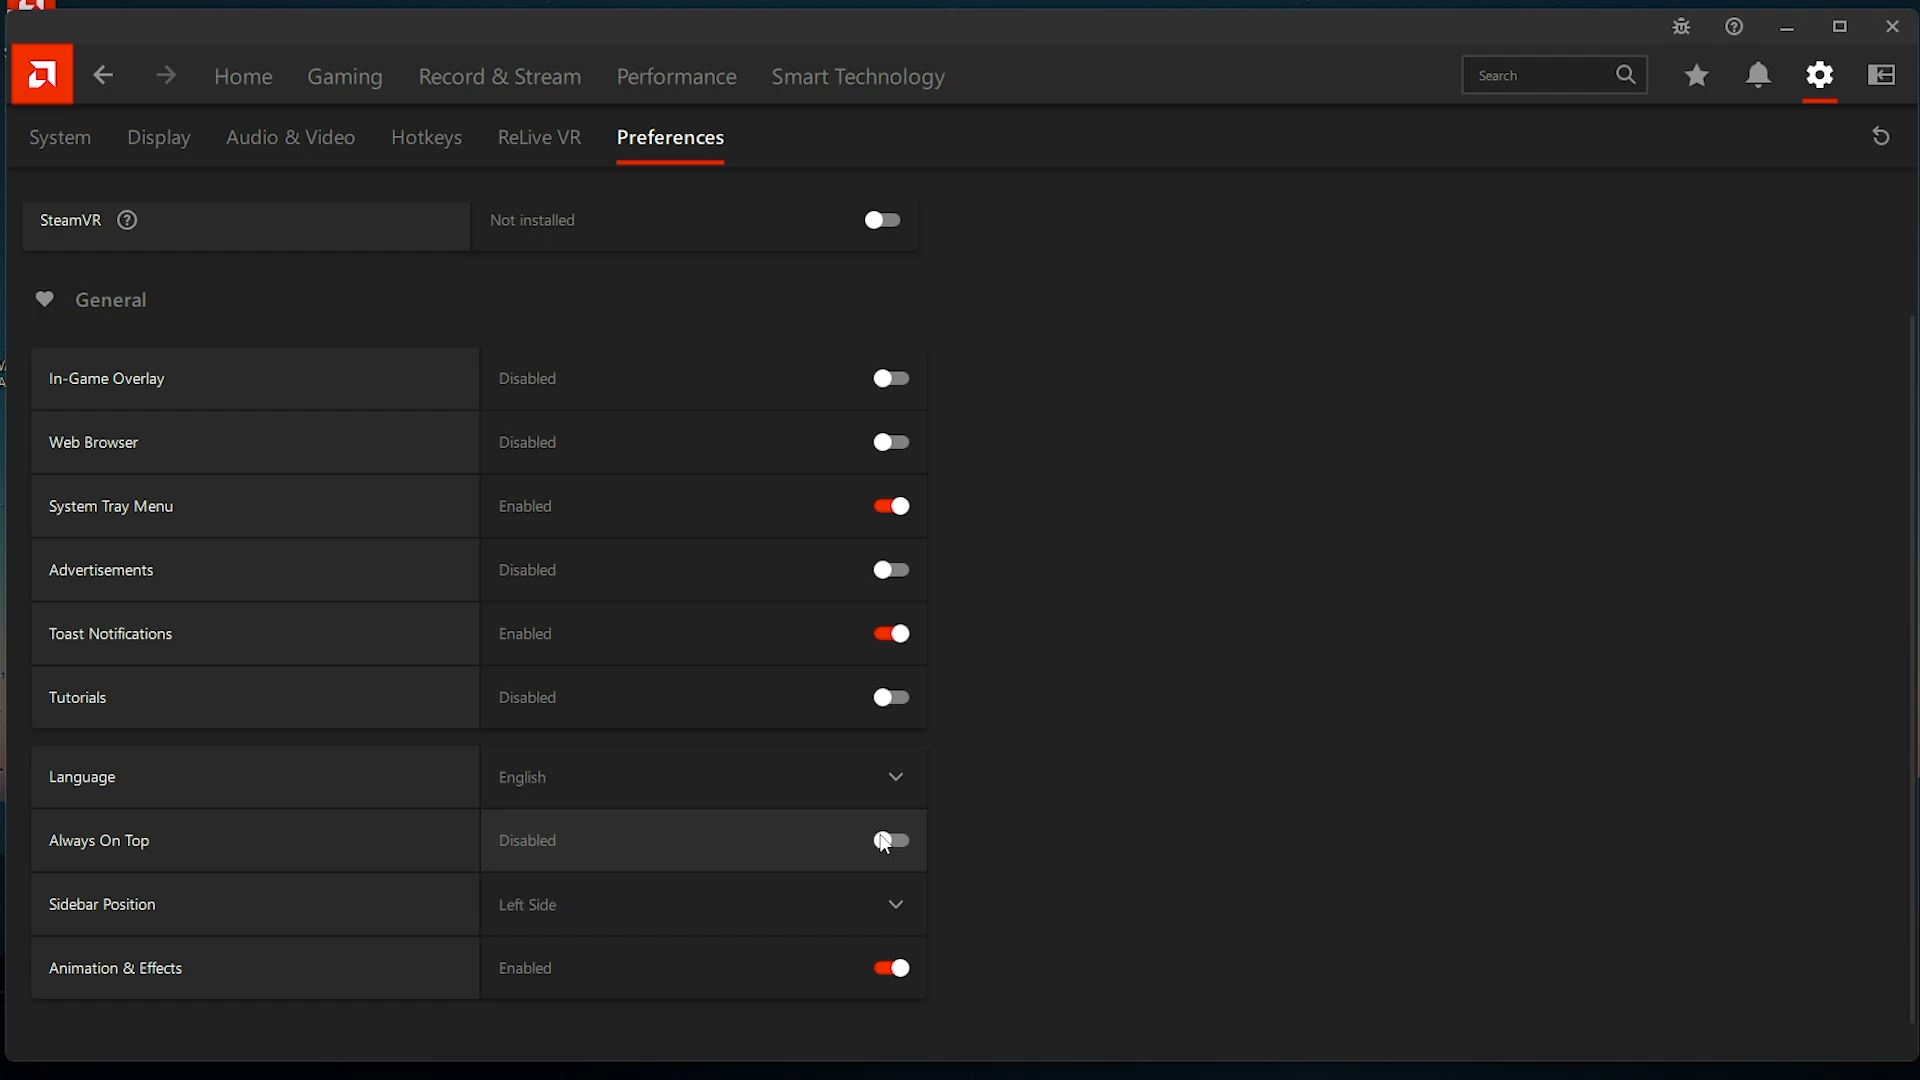 Home Gaming Record & Stream Performance Smart Technology Search
System Display Audio & Video Hotkeys ReLive VR Preferences
SteamVR ? Not installed
General
In-Game Overlay Disabled
Web Browser Disabled
System Tray Menu Enabled
Advertisements Disabled
Toast Notifications Enabled
Tutorials Disabled
Language English
Always On Top Disabled
Sidebar Position Left Side
Animation & Effects Enabled